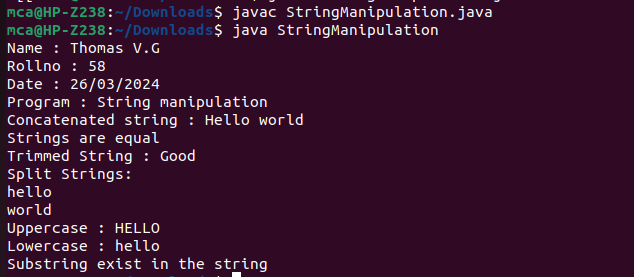 mca@HP-Z238:~/Downloads$ javac StringManipulation.java
mca@HP-Z238:~/Downloads$ java StringManipulation
Name : Thomas V.G
Rollno : 58
Date : 26/03/2024
Program : String manipulation
Concatenated string : Hello world
Strings are equal
Trimmed String : Good
Split Strings:
hello
world
Uppercase : HELLO
Lowercase : hello
Substring exist in the string